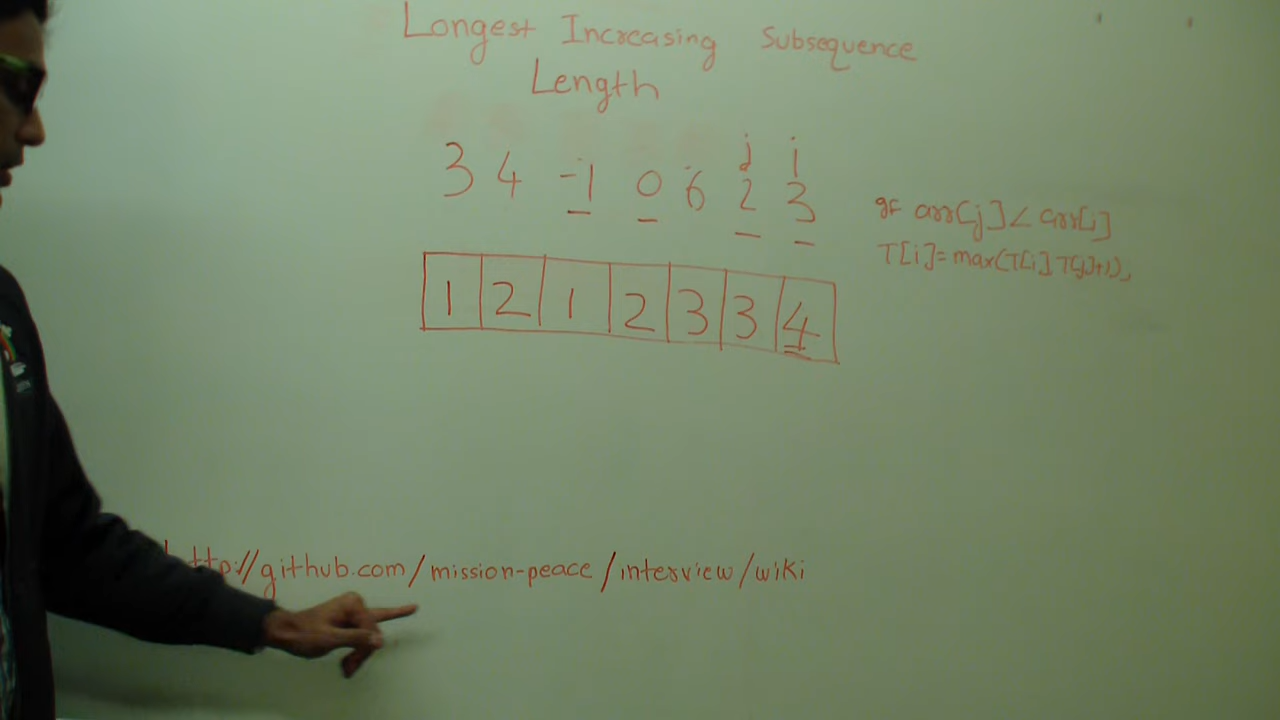 Longest Increasing Subsequence
Length
j i
3 4 -1 0 6 2 3
if arr[j] < arr[i]
T[i] = max(T[i], T[j]+1)
1 2 1 2 3 3 4
http://github.com/mission-peace/interview/wiki